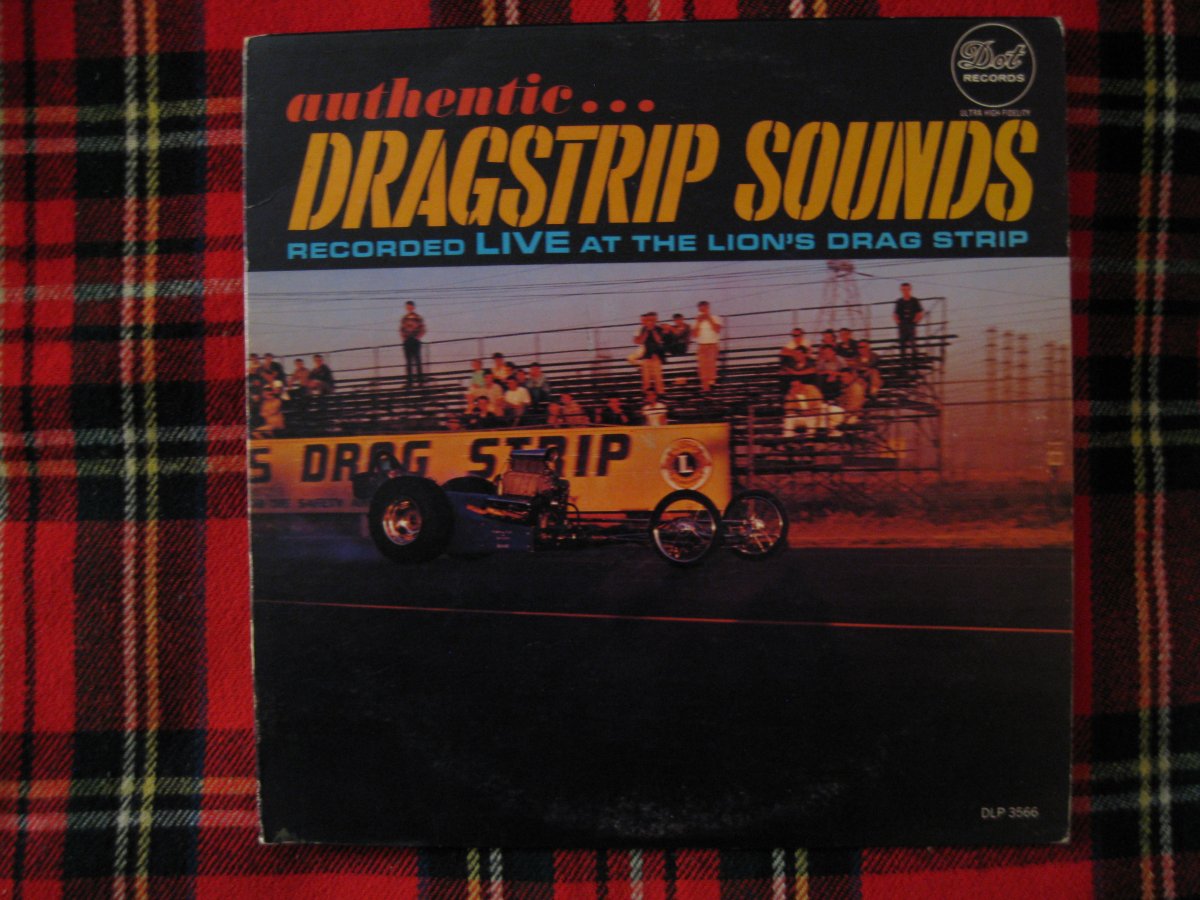 Dot
RECORDS
ULTRA HIGH FIDELITY
authentic...
DRAGSTRIP SOUNDS
RECORDED LIVE AT THE LION'S DRAG STRIP
S DRAG STRIP
L
DLP 3566